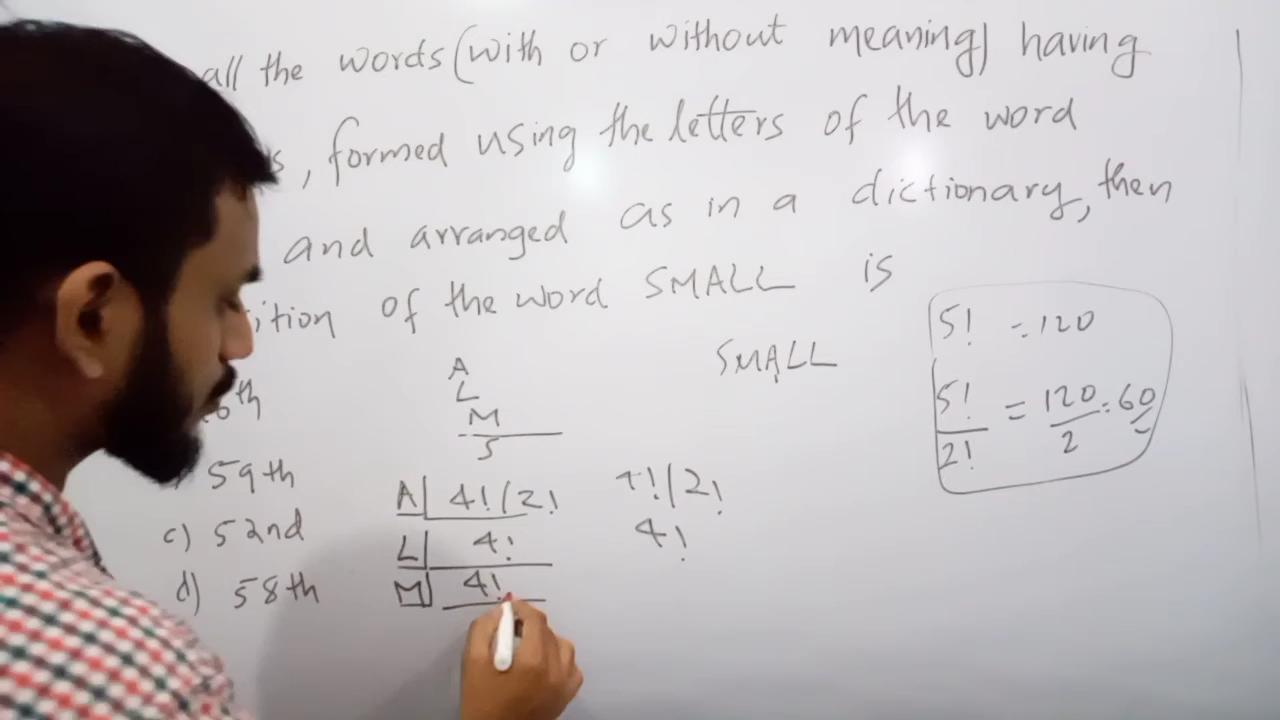 all the words (with or without meaning) having
, formed using the letters of the word
and arranged as in a dictionary, then
of the word SMALL is
5! = 120
SMALL
A
L
M
S
5!/2! = 120/2 = 60
59th
c) 52nd
d) 58th
A| 4!/2!
L| 4!
M| 4!
4!/2!
4!